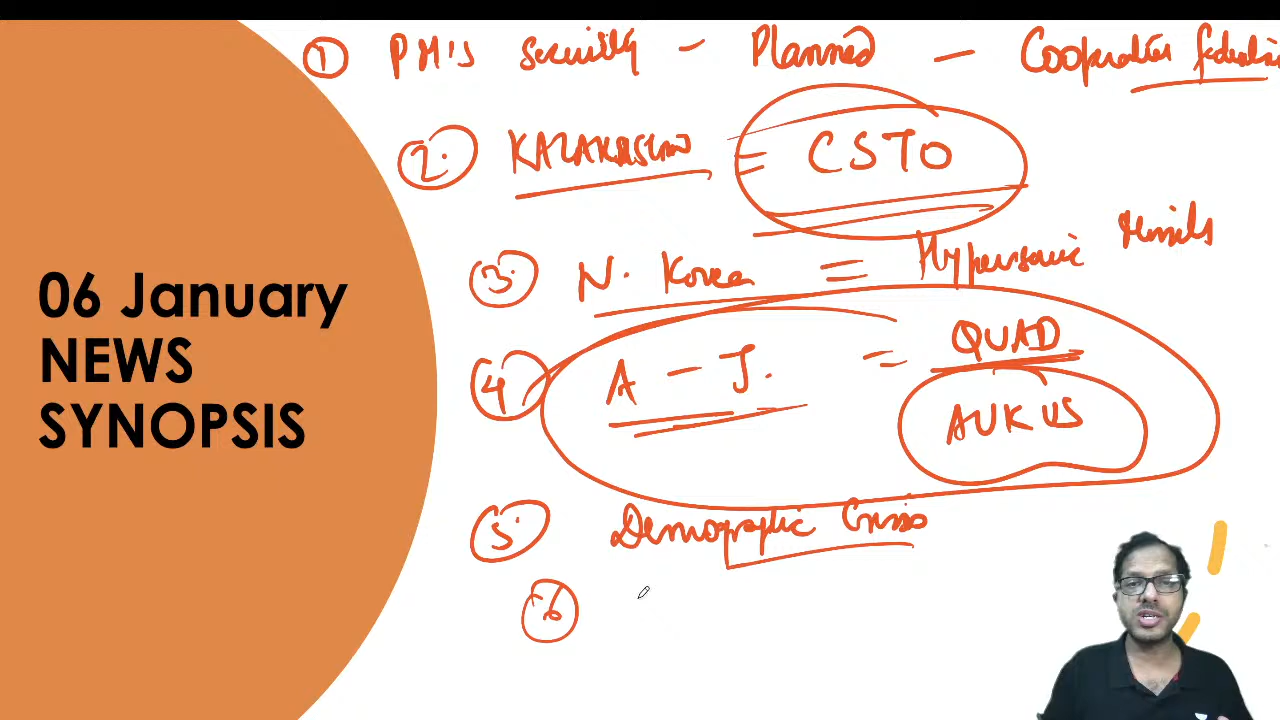 06 January
NEWS
SYNOPSIS
① PM's security – Planned – Cooperative federalism
② KAZAKHSTAN = CSTO
③ N. Korea = Hypersonic Missile
④ A – J. = QUAD
AUKUS
⑤ Demographic Crisis
⑥